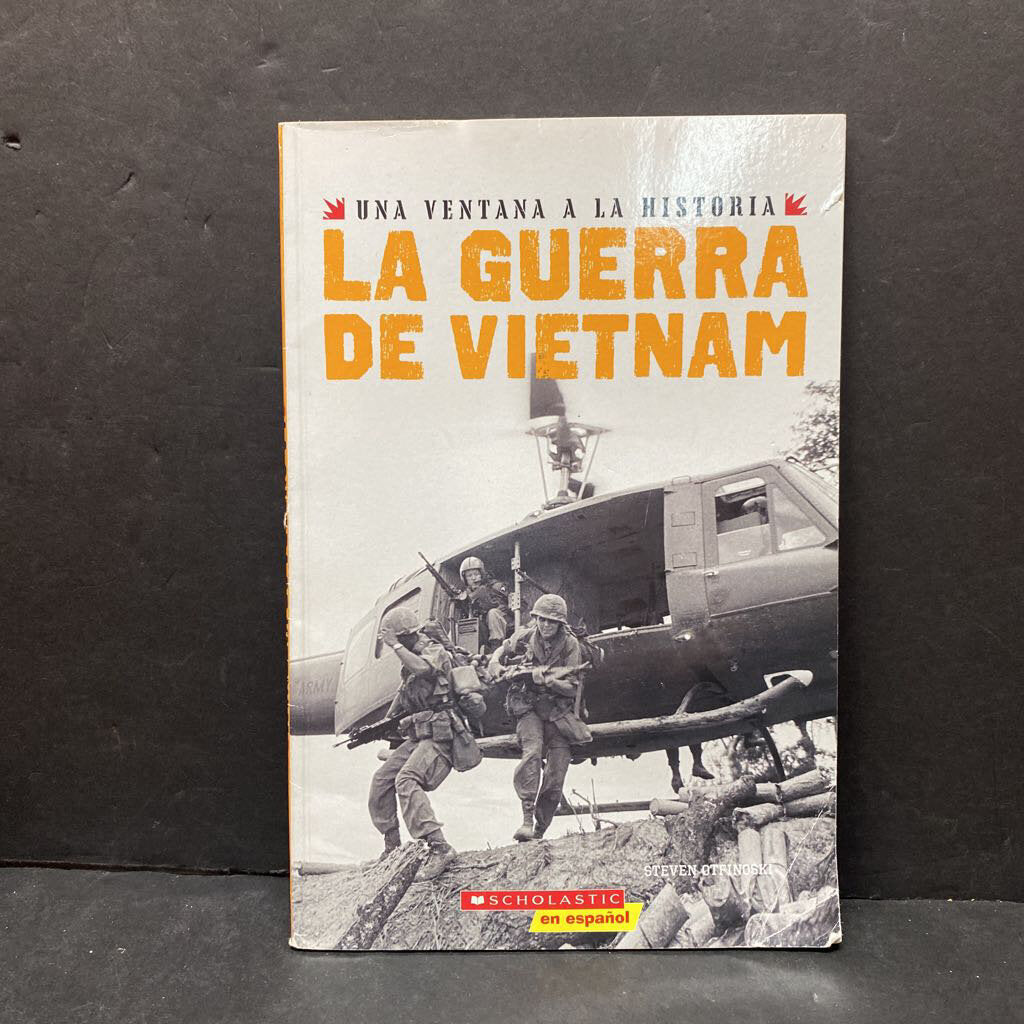 UNA VENTANA A LA HISTORIA
LA GUERRA
DE VIETNAM
ARMY
STEVEN OTFINOSKI
SCHOLASTIC
en español